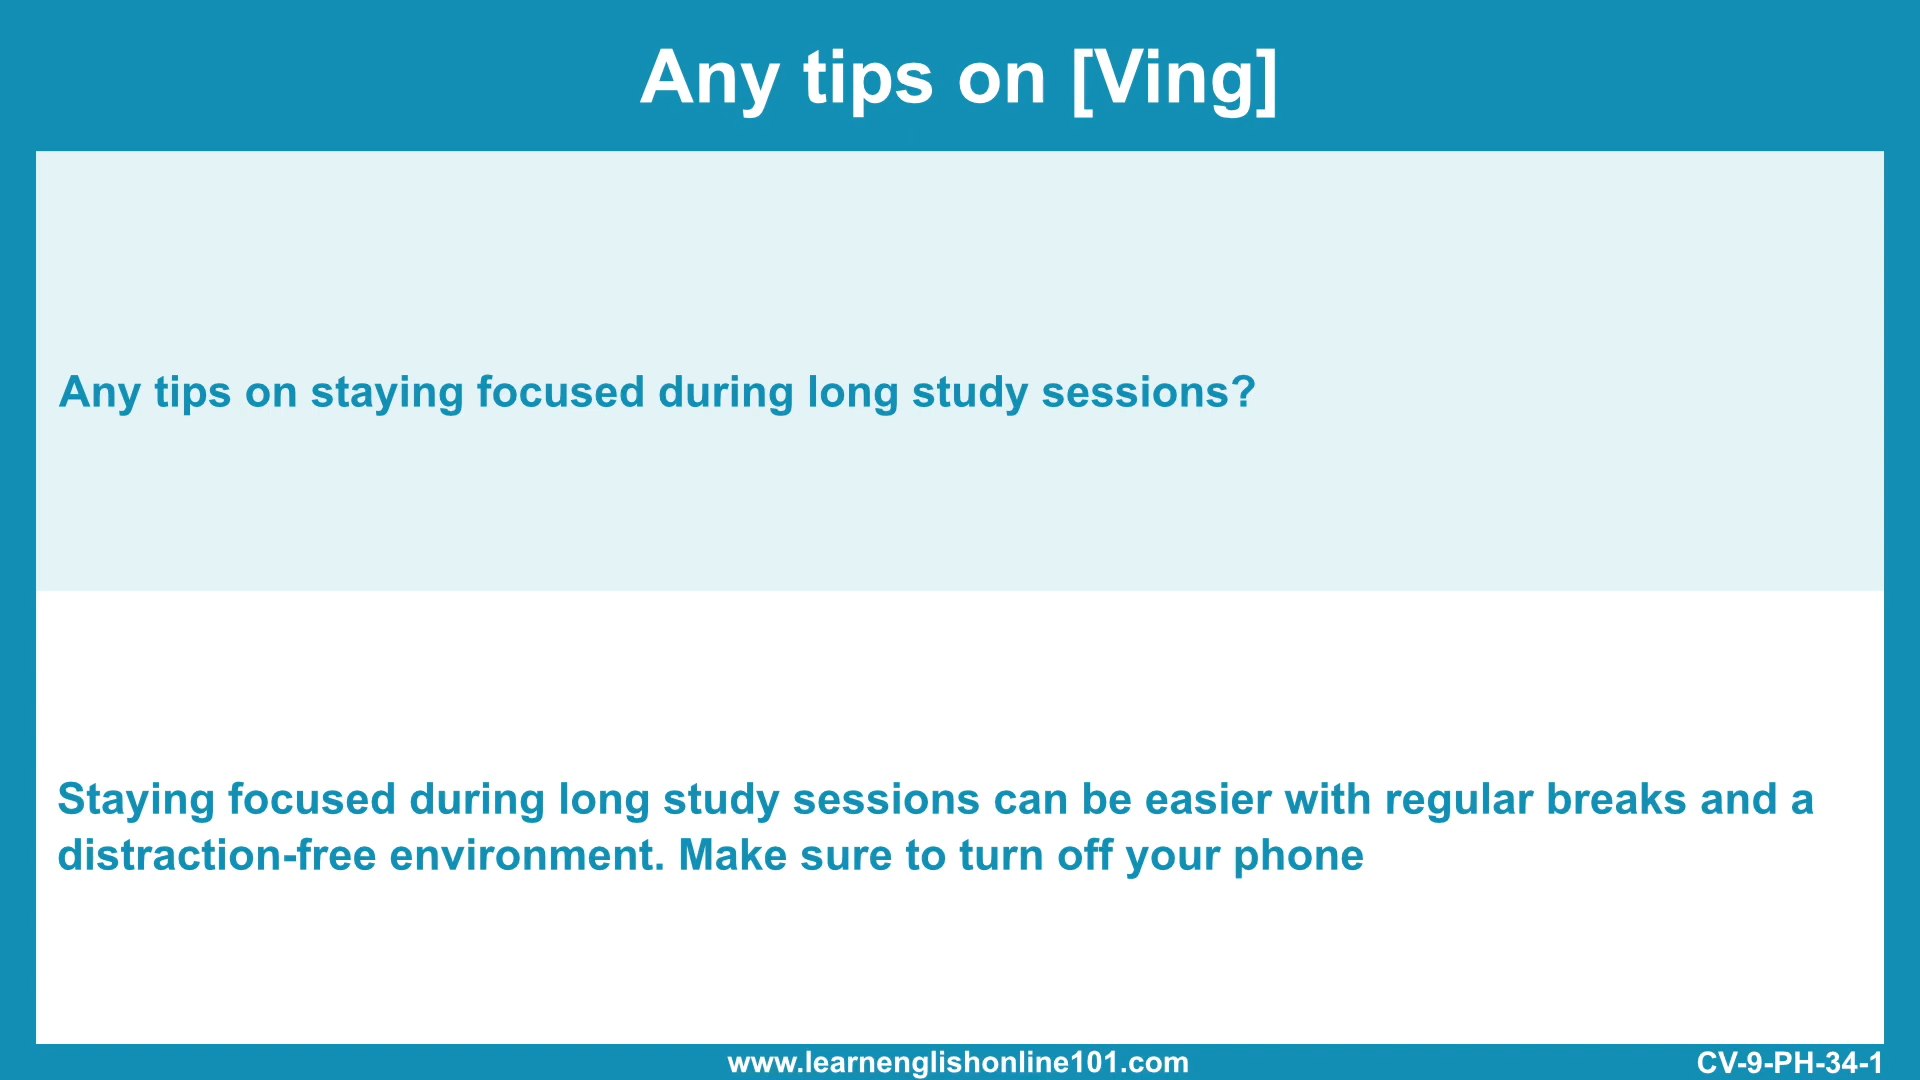 Any tips on [Ving]
Any tips on staying focused during long study sessions?
Staying focused during long study sessions can be easier with regular breaks and a
distraction-free environment. Make sure to turn off your phone
www.learnenglishonline101.com
CV-9-PH-34-1